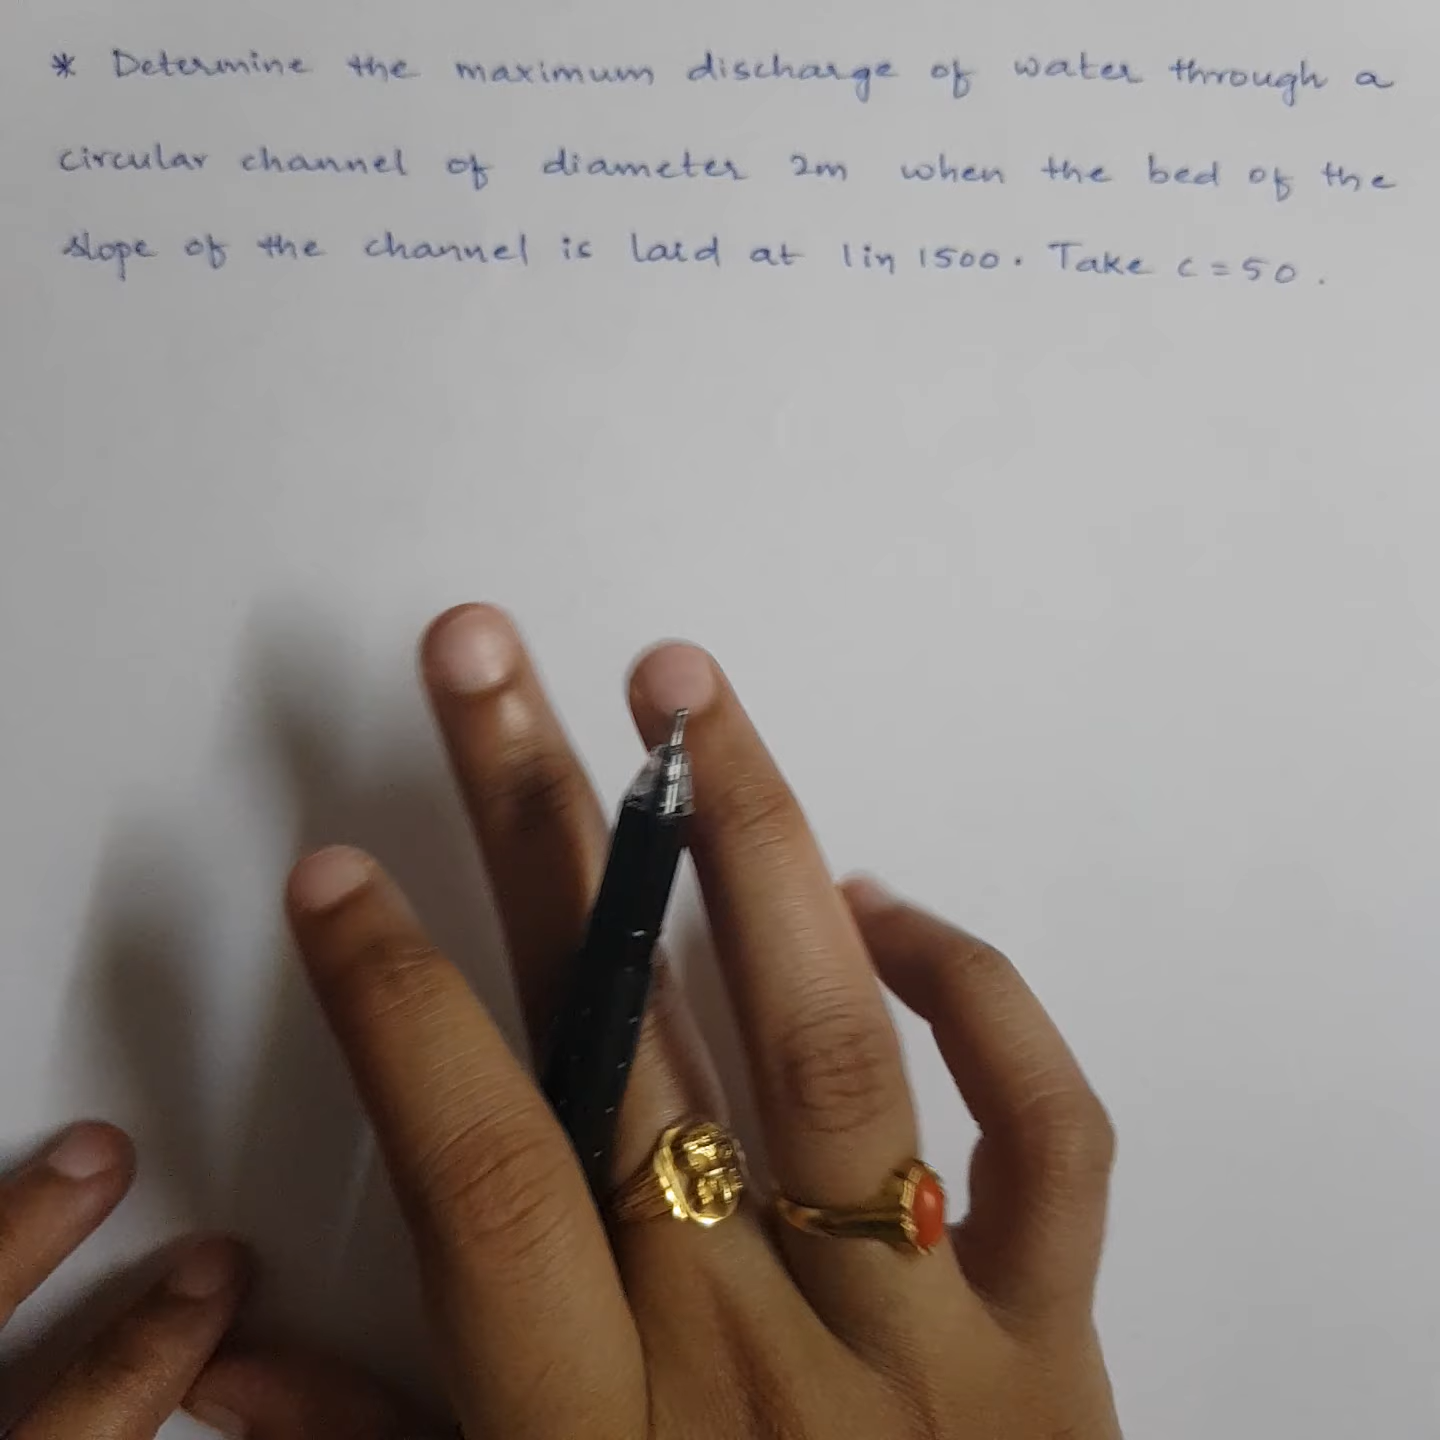 * Determine the maximum discharge of water through a
circular channel of diameter 2m when the bed of the
slope of the channel is laid at 1 in 1500. Take C = 50.